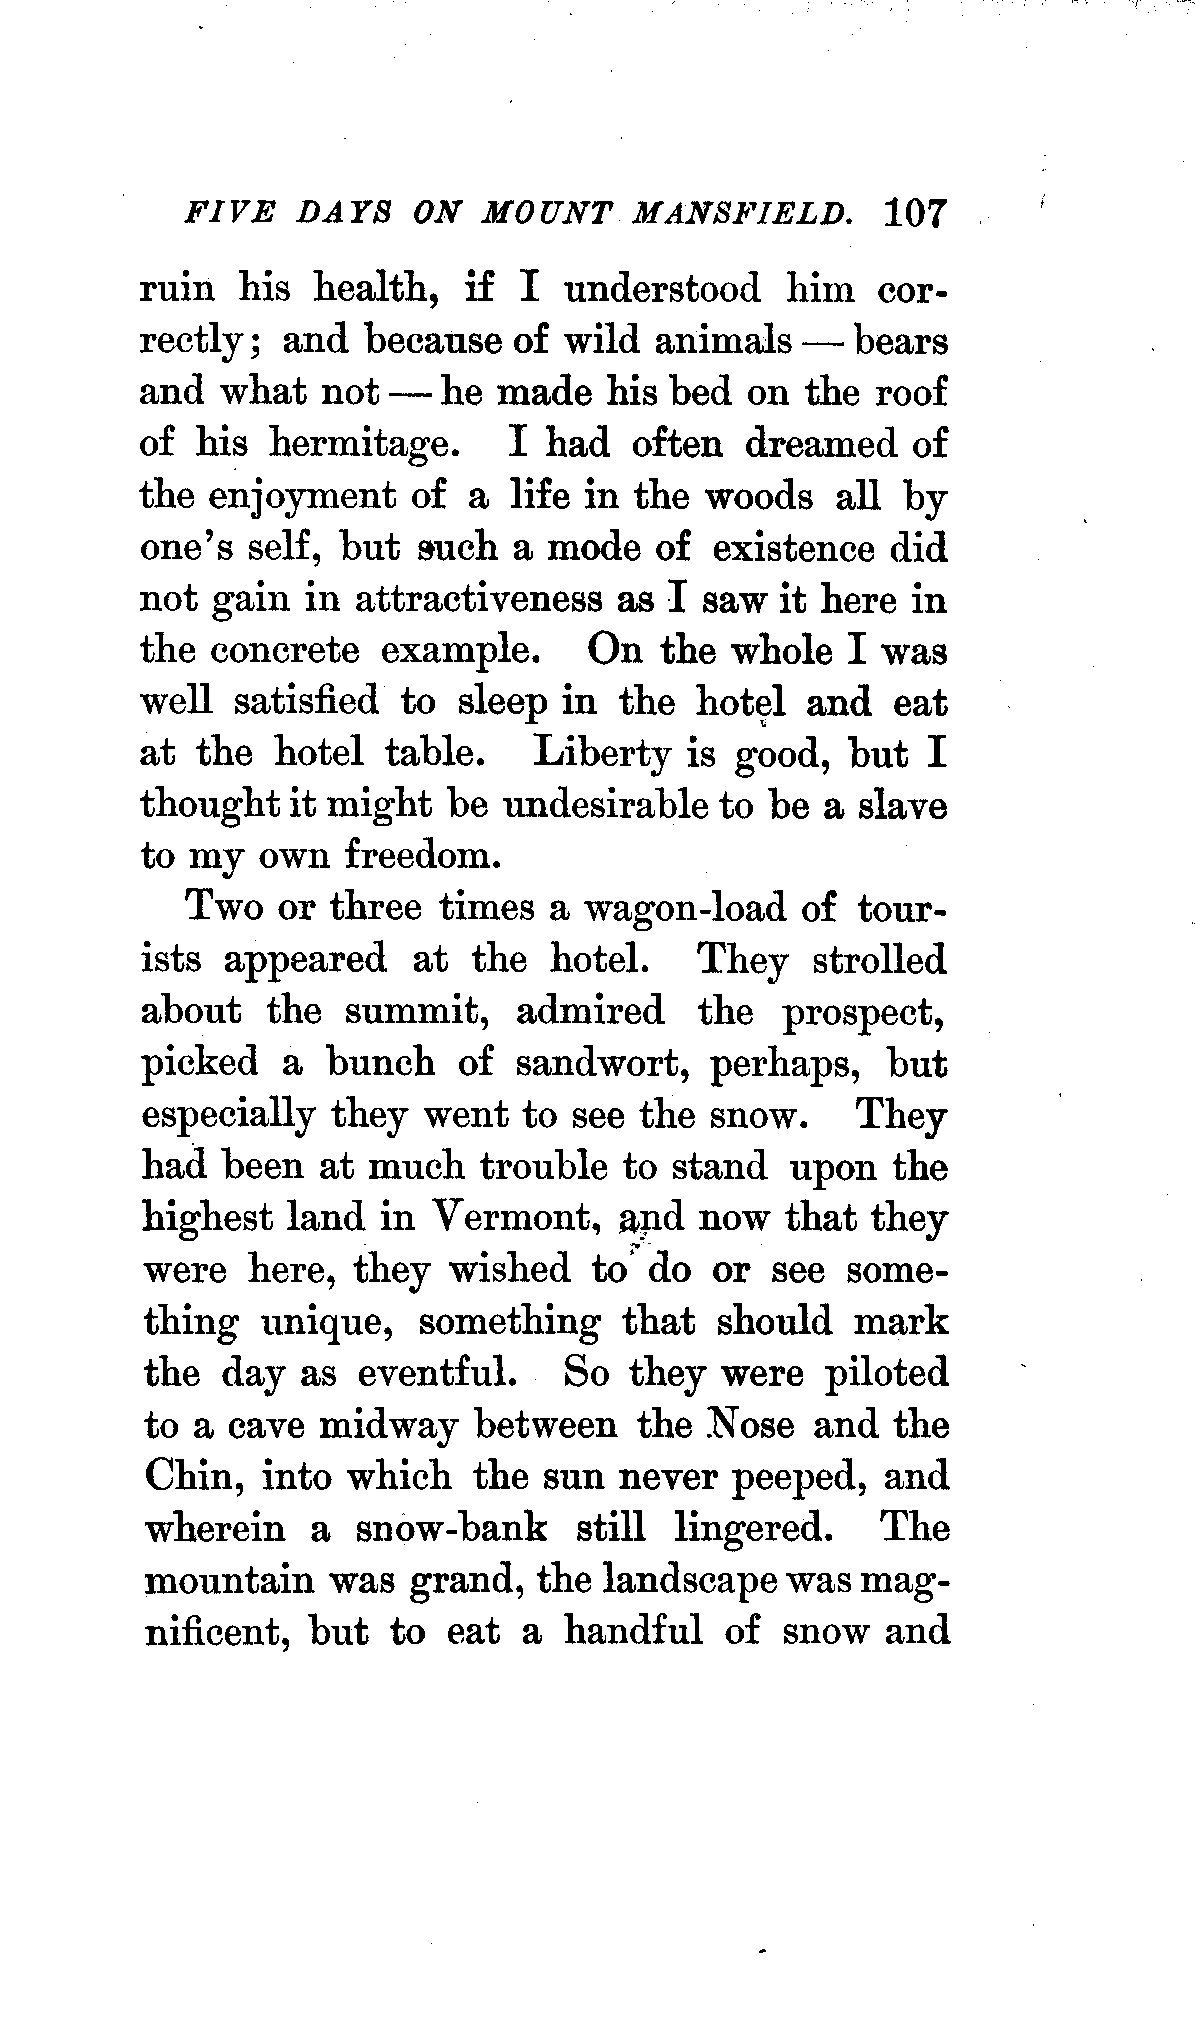 FIVE DAYS ON MOUNT MANSFIELD. 107
ruin his health, if I understood him cor-
rectly; and because of wild animals — bears
and what not — he made his bed on the roof
of his hermitage. I had often dreamed of
the enjoyment of a life in the woods all by
one's self, but such a mode of existence did
not gain in attractiveness as I saw it here in
the concrete example. On the whole I was
well satisfied to sleep in the hotel and eat
at the hotel table. Liberty is good, but I
thought it might be undesirable to be a slave
to my own freedom.
Two or three times a wagon-load of tour-
ists appeared at the hotel. They strolled
about the summit, admired the prospect,
picked a bunch of sandwort, perhaps, but
especially they went to see the snow. They
had been at much trouble to stand upon the
highest land in Vermont, and now that they
were here, they wished to do or see some-
thing unique, something that should mark
the day as eventful. So they were piloted
to a cave midway between the Nose and the
Chin, into which the sun never peeped, and
wherein a snow-bank still lingered. The
mountain was grand, the landscape was mag-
nificent, but to eat a handful of snow and